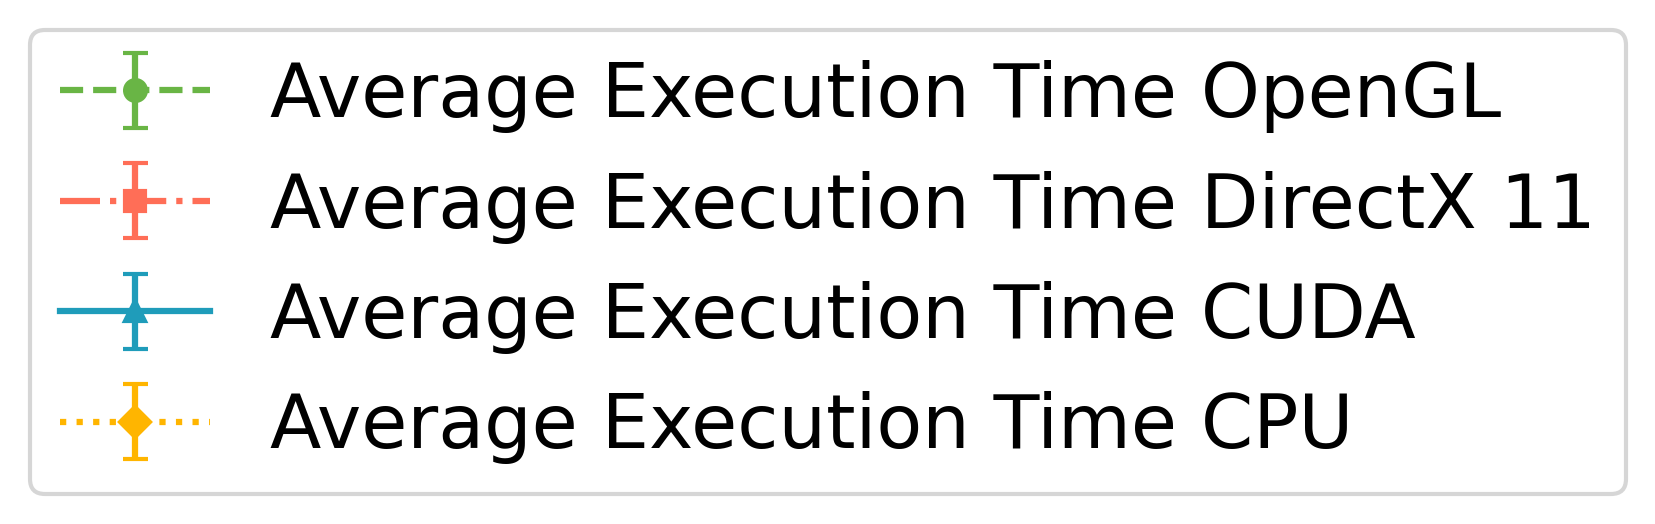 Average Execution Time OpenGL
Average Execution Time DirectX 11
Average Execution Time CUDA
Average Execution Time CPU